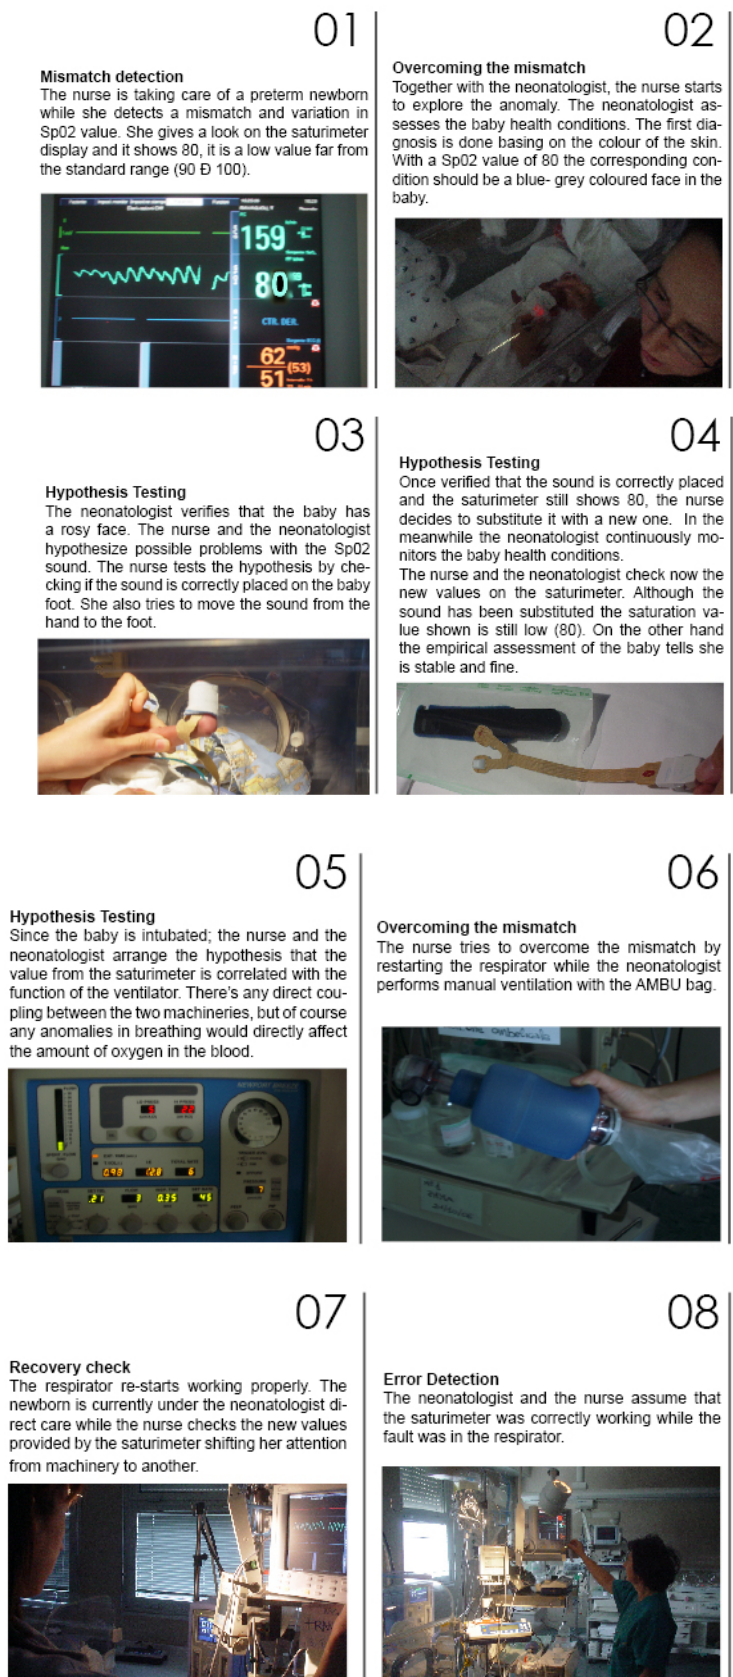 01
Mismatch detection
The nurse is taking care of a preterm newborn
while she detects a mismatch and variation in
Sp02 value. She gives a look on the saturimeter
display and it shows 80, it is a low value far from
the standard range (90 Ð 100).
159
80
CTR. DER.
62
51
(53)
02
Overcoming the mismatch
Together with the neonatologist, the nurse starts
to explore the anomaly. The neonatologist as-
sesses the baby health conditions. The first dia-
gnosis is done basing on the colour of the skin.
With a Sp02 value of 80 the corresponding con-
dition should be a blue- grey coloured face in the
baby.
03
Hypothesis Testing
The neonatologist verifies that the baby has
a rosy face. The nurse and the neonatologist
hypothesize possible problems with the Sp02
sound. The nurse tests the hypothesis by che-
cking if the sound is correctly placed on the baby
foot. She also tries to move the sound from the
hand to the foot.
04
Hypothesis Testing
Once verified that the sound is correctly placed
and the saturimeter still shows 80, the nurse
decides to substitute it with a new one. In the
meanwhile the neonatologist continuously mo-
nitors the baby health conditions.
The nurse and the neonatologist check now the
new values on the saturimeter. Although the
sound has been substituted the saturation va-
lue shown is still low (80). On the other hand
the empirical assessment of the baby tells she
is stable and fine.
05
Hypothesis Testing
Since the baby is intubated; the nurse and the
neonatologist arrange the hypothesis that the
value from the saturimeter is correlated with the
function of the ventilator. There's any direct cou-
pling between the two machineries, but of course
any anomalies in breathing would directly affect
the amount of oxygen in the blood.
NEWPORT BREEZE
.21
3
0.35
45
06
Overcoming the mismatch
The nurse tries to overcome the mismatch by
restarting the respirator while the neonatologist
performs manual ventilation with the AMBU bag.
07
Recovery check
The respirator re-starts working properly. The
newborn is currently under the neonatologist di-
rect care while the nurse checks the new values
provided by the saturimeter shifting her attention
from machinery to another.
08
Error Detection
The neonatologist and the nurse assume that
the saturimeter was correctly working while the
fault was in the respirator.